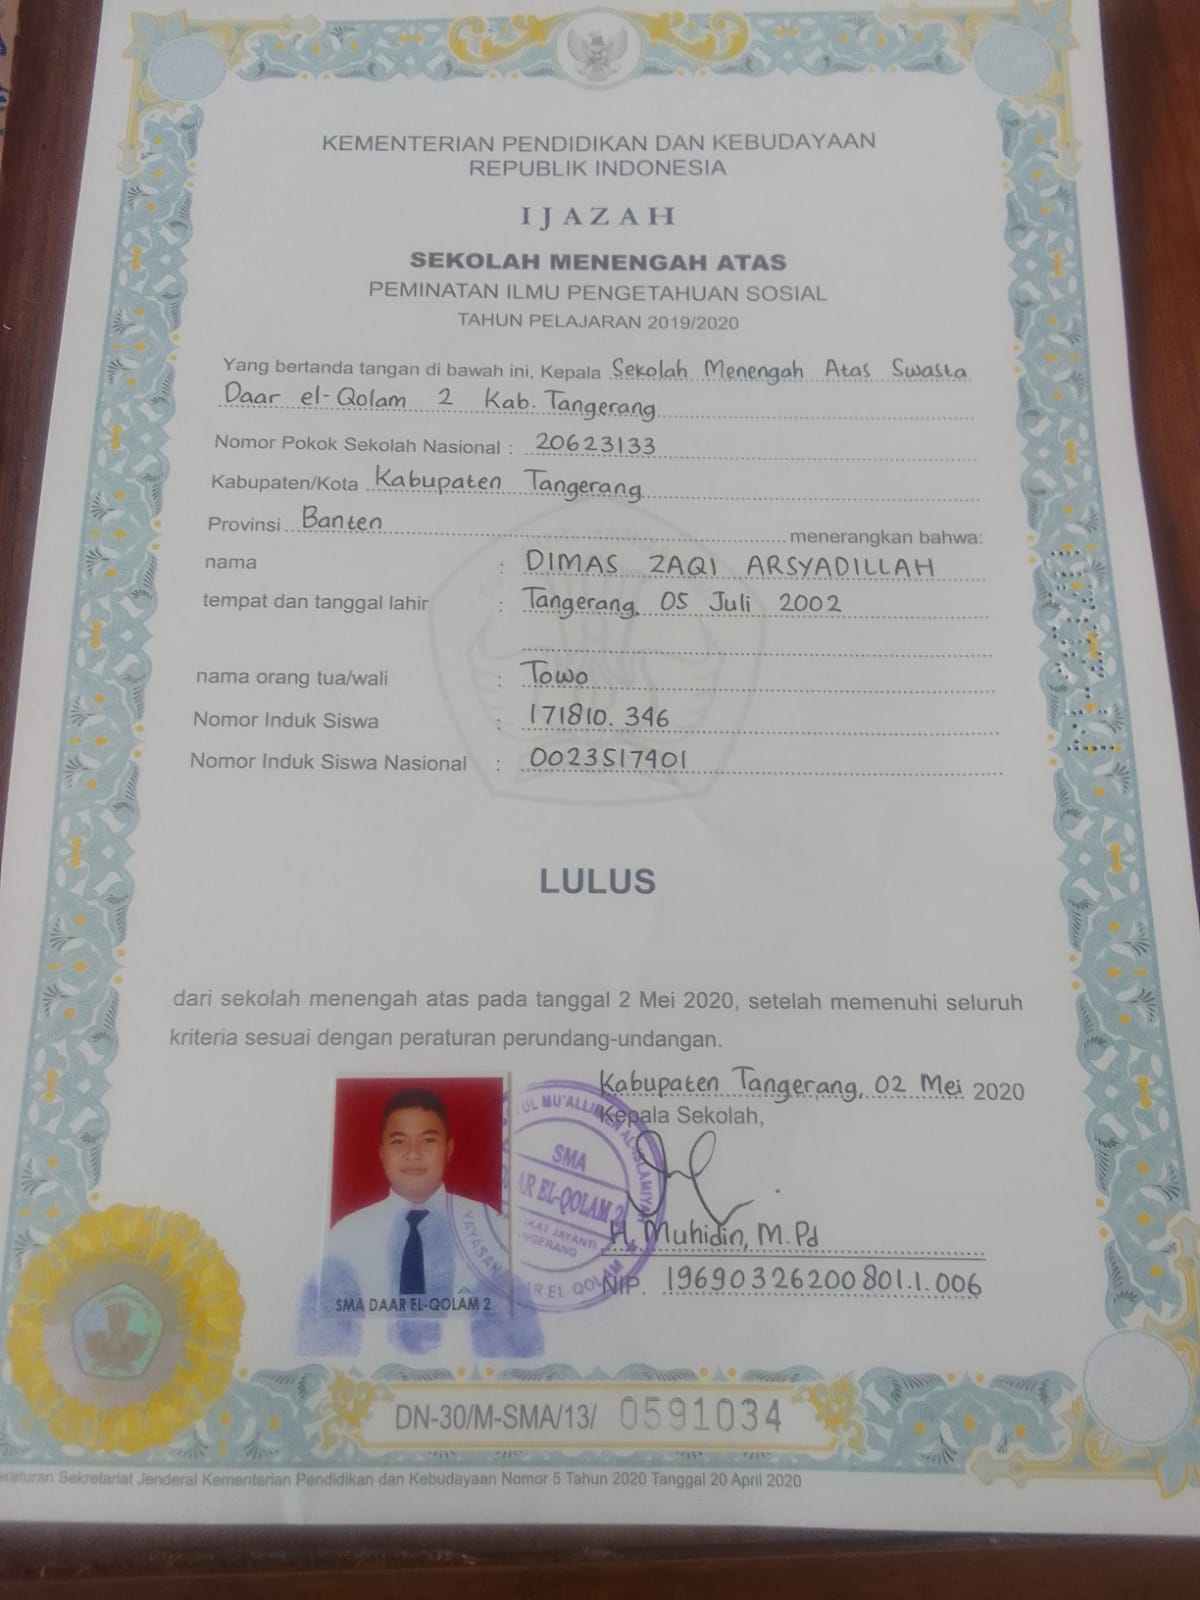 KEMENTERIAN PENDIDIKAN DAN KEBUDAYAAN
REPUBLIK INDONESIA
IJAZAH
SEKOLAH MENENGAH ATAS
PEMINATAN ILMU PENGETAHUAN SOSIAL
TAHUN PELAJARAN 2019/2020
Yang bertanda tangan di bawah ini, Kepala Sekolah Menengah Atas Swasta
Daar el-Qolam 2 Kab. Tangerang
Nomor Pokok Sekolah Nasional : 20623133
Kabupaten/Kota Kabupaten Tangerang
Provinsi Banten menerangkan bahwa:
nama : DIMAS ZAQI ARSYADILLAH
tempat dan tanggal lahir : Tangerang, 05 Juli 2002
nama orang tua/wali : Towo
Nomor Induk Siswa : 171810. 346
Nomor Induk Siswa Nasional : 0023517401
LULUS
dari sekolah menengah atas pada tanggal 2 Mei 2020, setelah memenuhi seluruh
kriteria sesuai dengan peraturan perundang-undangan.
Kabupaten Tangerang, 02 Mei 2020
Kepala Sekolah,
SMA
EL-QOLAM 2
JAYANTI
H. Muhidin, M.Pd
NIP. 19690326200801.1.006
SMA DAAR EL-QOLAM 2
DN-30/M-SMA/13/ 0591034
Sekretariat Jenderal Kementerian Pendidikan dan Kebudayaan Nomor 5 Tahun 2020 Tanggal 20 April 2020